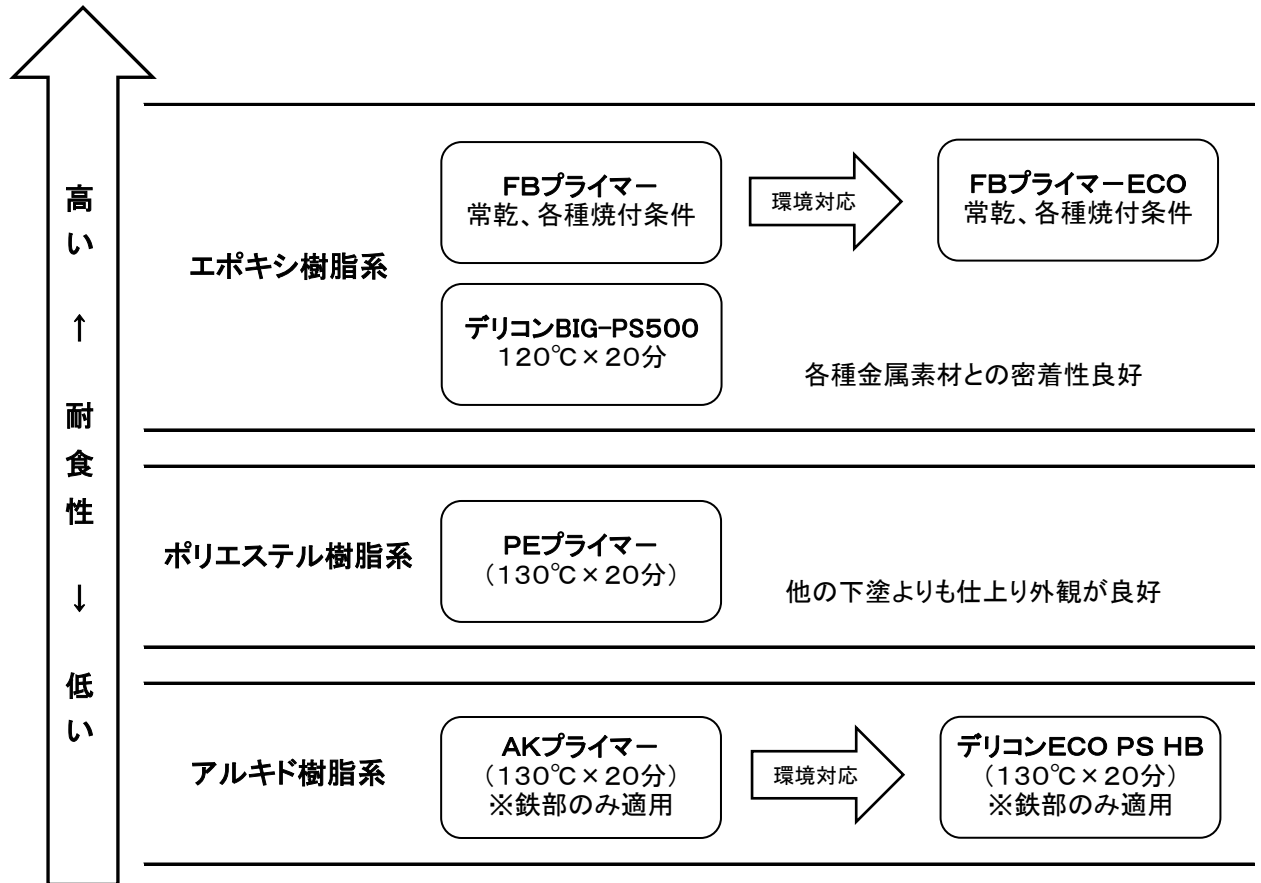 高い ↑ 耐食性 ↓ 低い
エポキシ樹脂系
FBプライマー
常乾、各種焼付条件
環境対応
FBプライマーECO
常乾、各種焼付条件
デリコンBIG-PS500
120℃×20分
各種金属素材との密着性良好
ポリエステル樹脂系
PEプライマー
(130℃×20分)
他の下塗よりも仕上り外観が良好
アルキド樹脂系
AKプライマー
(130℃×20分)
※鉄部のみ適用
環境対応
デリコンECO PS HB
(130℃×20分)
※鉄部のみ適用